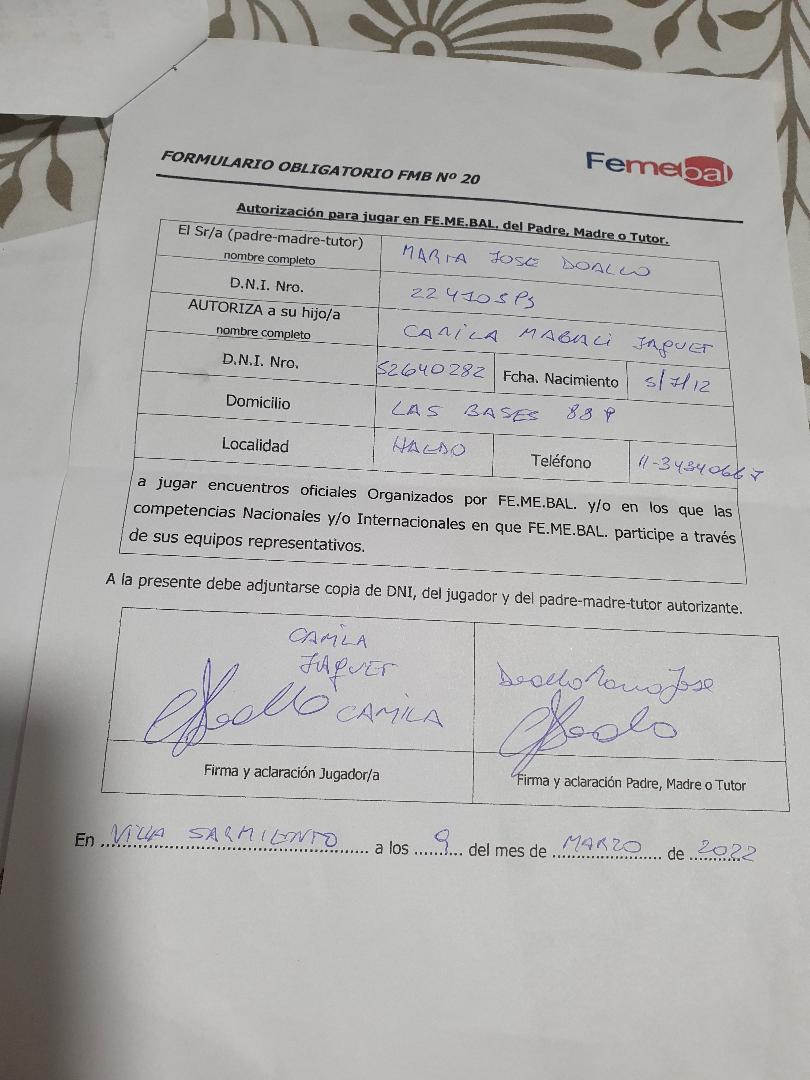 FORMULARIO OBLIGATORIO FMB Nº 20
Femebal
Autorización para jugar en FE.ME.BAL. del Padre, Madre o Tutor.
El Sr/a (padre-madre-tutor)
nombre completo
MARIA JOSE DOALLO
D.N.I. Nro.
AUTORIZA a su hijo/a
nombre completo
CAMILA MAGALI JAQUET
D.N.I. Nro.
52640282
Fcha. Nacimiento
5/7/12
Domicilio
LAS BASES
Localidad
HAEDO
Teléfono
11-34340667
a jugar encuentros oficiales Organizados por FE.ME.BAL. y/o en los que las
competencias Nacionales y/o Internacionales en que FE.ME.BAL. participe a través
de sus equipos representativos.
A la presente debe adjuntarse copia de DNI, del jugador y del padre-madre-tutor autorizante.
CAMILA
JAQUET
CAMILA
Doallo Maria Jose
Firma y aclaración Jugador/a
Firma y aclaración Padre, Madre o Tutor
En VILLA SARMIENTO a los 9 del mes de MARZO de 2022